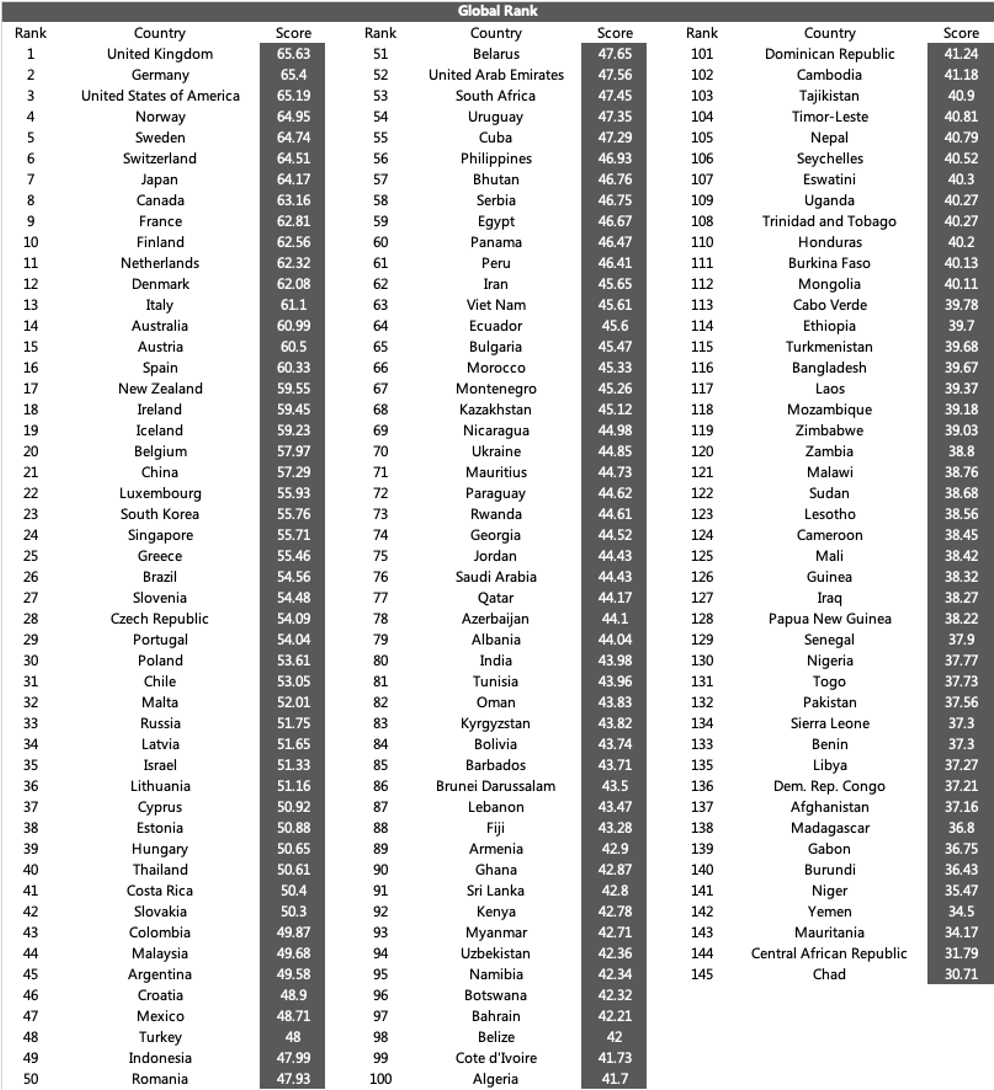 Global Rank
Rank Country Score Rank Country Score Rank Country Score
1 United Kingdom 65.63 51 Belarus 47.65 101 Dominican Republic 41.24
2 Germany 65.4 52 United Arab Emirates 47.56 102 Cambodia 41.18
3 United States of America 65.19 53 South Africa 47.45 103 Tajikistan 40.9
4 Norway 64.95 54 Uruguay 47.35 104 Timor-Leste 40.81
5 Sweden 64.74 55 Cuba 47.29 105 Nepal 40.79
6 Switzerland 64.51 56 Philippines 46.93 106 Seychelles 40.52
7 Japan 64.17 57 Bhutan 46.76 107 Eswatini 40.3
8 Canada 63.16 58 Serbia 46.75 109 Uganda 40.27
9 France 62.81 59 Egypt 46.67 108 Trinidad and Tobago 40.27
10 Finland 62.56 60 Panama 46.47 110 Honduras 40.2
11 Netherlands 62.32 61 Peru 46.41 111 Burkina Faso 40.13
12 Denmark 62.08 62 Iran 45.65 112 Mongolia 40.11
13 Italy 61.1 63 Viet Nam 45.61 113 Cabo Verde 39.78
14 Australia 60.99 64 Ecuador 45.6 114 Ethiopia 39.7
15 Austria 60.5 65 Bulgaria 45.47 115 Turkmenistan 39.68
16 Spain 60.33 66 Morocco 45.33 116 Bangladesh 39.67
17 New Zealand 59.55 67 Montenegro 45.26 117 Laos 39.37
18 Ireland 59.45 68 Kazakhstan 45.12 118 Mozambique 39.18
19 Iceland 59.23 69 Nicaragua 44.98 119 Zimbabwe 39.03
20 Belgium 57.97 70 Ukraine 44.85 120 Zambia 38.8
21 China 57.29 71 Mauritius 44.73 121 Malawi 38.76
22 Luxembourg 55.93 72 Paraguay 44.62 122 Sudan 38.68
23 South Korea 55.76 73 Rwanda 44.61 123 Lesotho 38.56
24 Singapore 55.71 74 Georgia 44.52 124 Cameroon 38.45
25 Greece 55.46 75 Jordan 44.43 125 Mali 38.42
26 Brazil 54.56 76 Saudi Arabia 44.43 126 Guinea 38.32
27 Slovenia 54.48 77 Qatar 44.17 127 Iraq 38.27
28 Czech Republic 54.09 78 Azerbaijan 44.1 128 Papua New Guinea 38.22
29 Portugal 54.04 79 Albania 44.04 129 Senegal 37.9
30 Poland 53.61 80 India 43.98 130 Nigeria 37.77
31 Chile 53.05 81 Tunisia 43.96 131 Togo 37.73
32 Malta 52.01 82 Oman 43.83 132 Pakistan 37.56
33 Russia 51.75 83 Kyrgyzstan 43.82 134 Sierra Leone 37.3
34 Latvia 51.65 84 Bolivia 43.74 133 Benin 37.3
35 Israel 51.33 85 Barbados 43.71 135 Libya 37.27
36 Lithuania 51.16 86 Brunei Darussalam 43.5 136 Dem. Rep. Congo 37.21
37 Cyprus 50.92 87 Lebanon 43.47 137 Afghanistan 37.16
38 Estonia 50.88 88 Fiji 43.28 138 Madagascar 36.8
39 Hungary 50.65 89 Armenia 42.9 139 Gabon 36.75
40 Thailand 50.61 90 Ghana 42.87 140 Burundi 36.43
41 Costa Rica 50.4 91 Sri Lanka 42.8 141 Niger 35.47
42 Slovakia 50.3 92 Kenya 42.78 142 Yemen 34.5
43 Colombia 49.87 93 Myanmar 42.71 143 Mauritania 34.17
44 Malaysia 49.68 94 Uzbekistan 42.36 144 Central African Republic 31.79
45 Argentina 49.58 95 Namibia 42.34 145 Chad 30.71
46 Croatia 48.9 96 Botswana 42.32
47 Mexico 48.71 97 Bahrain 42.21
48 Turkey 48 98 Belize 42
49 Indonesia 47.99 99 Cote d'Ivoire 41.73
50 Romania 47.93 100 Algeria 41.7